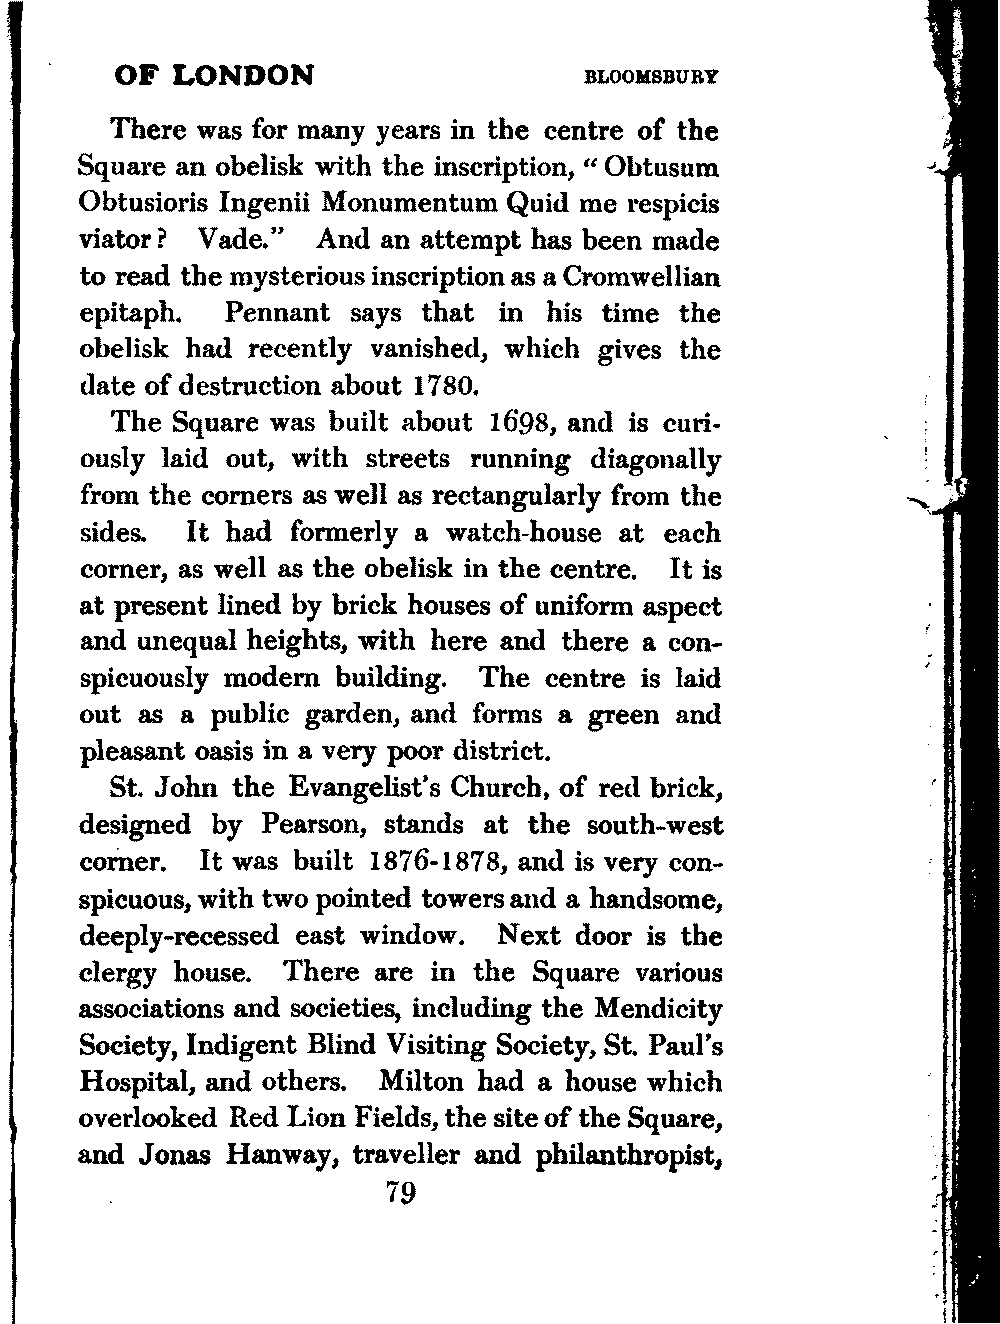 OF LONDON BLOOMSBURY
There was for many years in the centre of the
Square an obelisk with the inscription, “ Obtusum
Obtusioris Ingenii Monumentum Quid me respicis
viator? Vade.” And an attempt has been made
to read the mysterious inscription as a Cromwellian
epitaph. Pennant says that in his time the
obelisk had recently vanished, which gives the
date of destruction about 1780.
The Square was built about 1698, and is curi-
ously laid out, with streets running diagonally
from the corners as well as rectangularly from the
sides. It had formerly a watch-house at each
corner, as well as the obelisk in the centre. It is
at present lined by brick houses of uniform aspect
and unequal heights, with here and there a con-
spicuously modern building. The centre is laid
out as a public garden, and forms a green and
pleasant oasis in a very poor district.
St. John the Evangelist's Church, of red brick,
designed by Pearson, stands at the south-west
corner. It was built 1876-1878, and is very con-
spicuous, with two pointed towers and a handsome,
deeply-recessed east window. Next door is the
clergy house. There are in the Square various
associations and societies, including the Mendicity
Society, Indigent Blind Visiting Society, St. Paul's
Hospital, and others. Milton had a house which
overlooked Red Lion Fields, the site of the Square,
and Jonas Hanway, traveller and philanthropist,
79